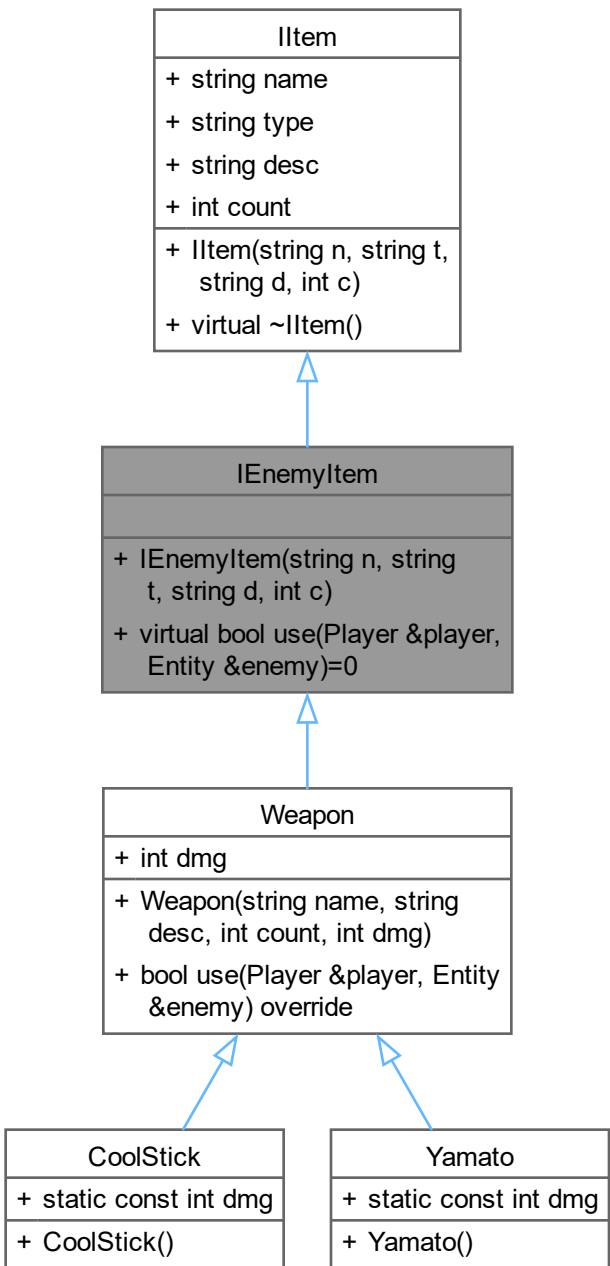 IItem
+ string name
+ string type
+ string desc
+ int count
+ IItem(string n, string t,
string d, int c)
+ virtual ~IItem()
IEnemyItem
+ IEnemyItem(string n, string
t, string d, int c)
+ virtual bool use(Player &player,
Entity &enemy)=0
Weapon
+ int dmg
+ Weapon(string name, string
desc, int count, int dmg)
+ bool use(Player &player, Entity
&enemy) override
CoolStick
+ static const int dmg
+ CoolStick()
Yamato
+ static const int dmg
+ Yamato()